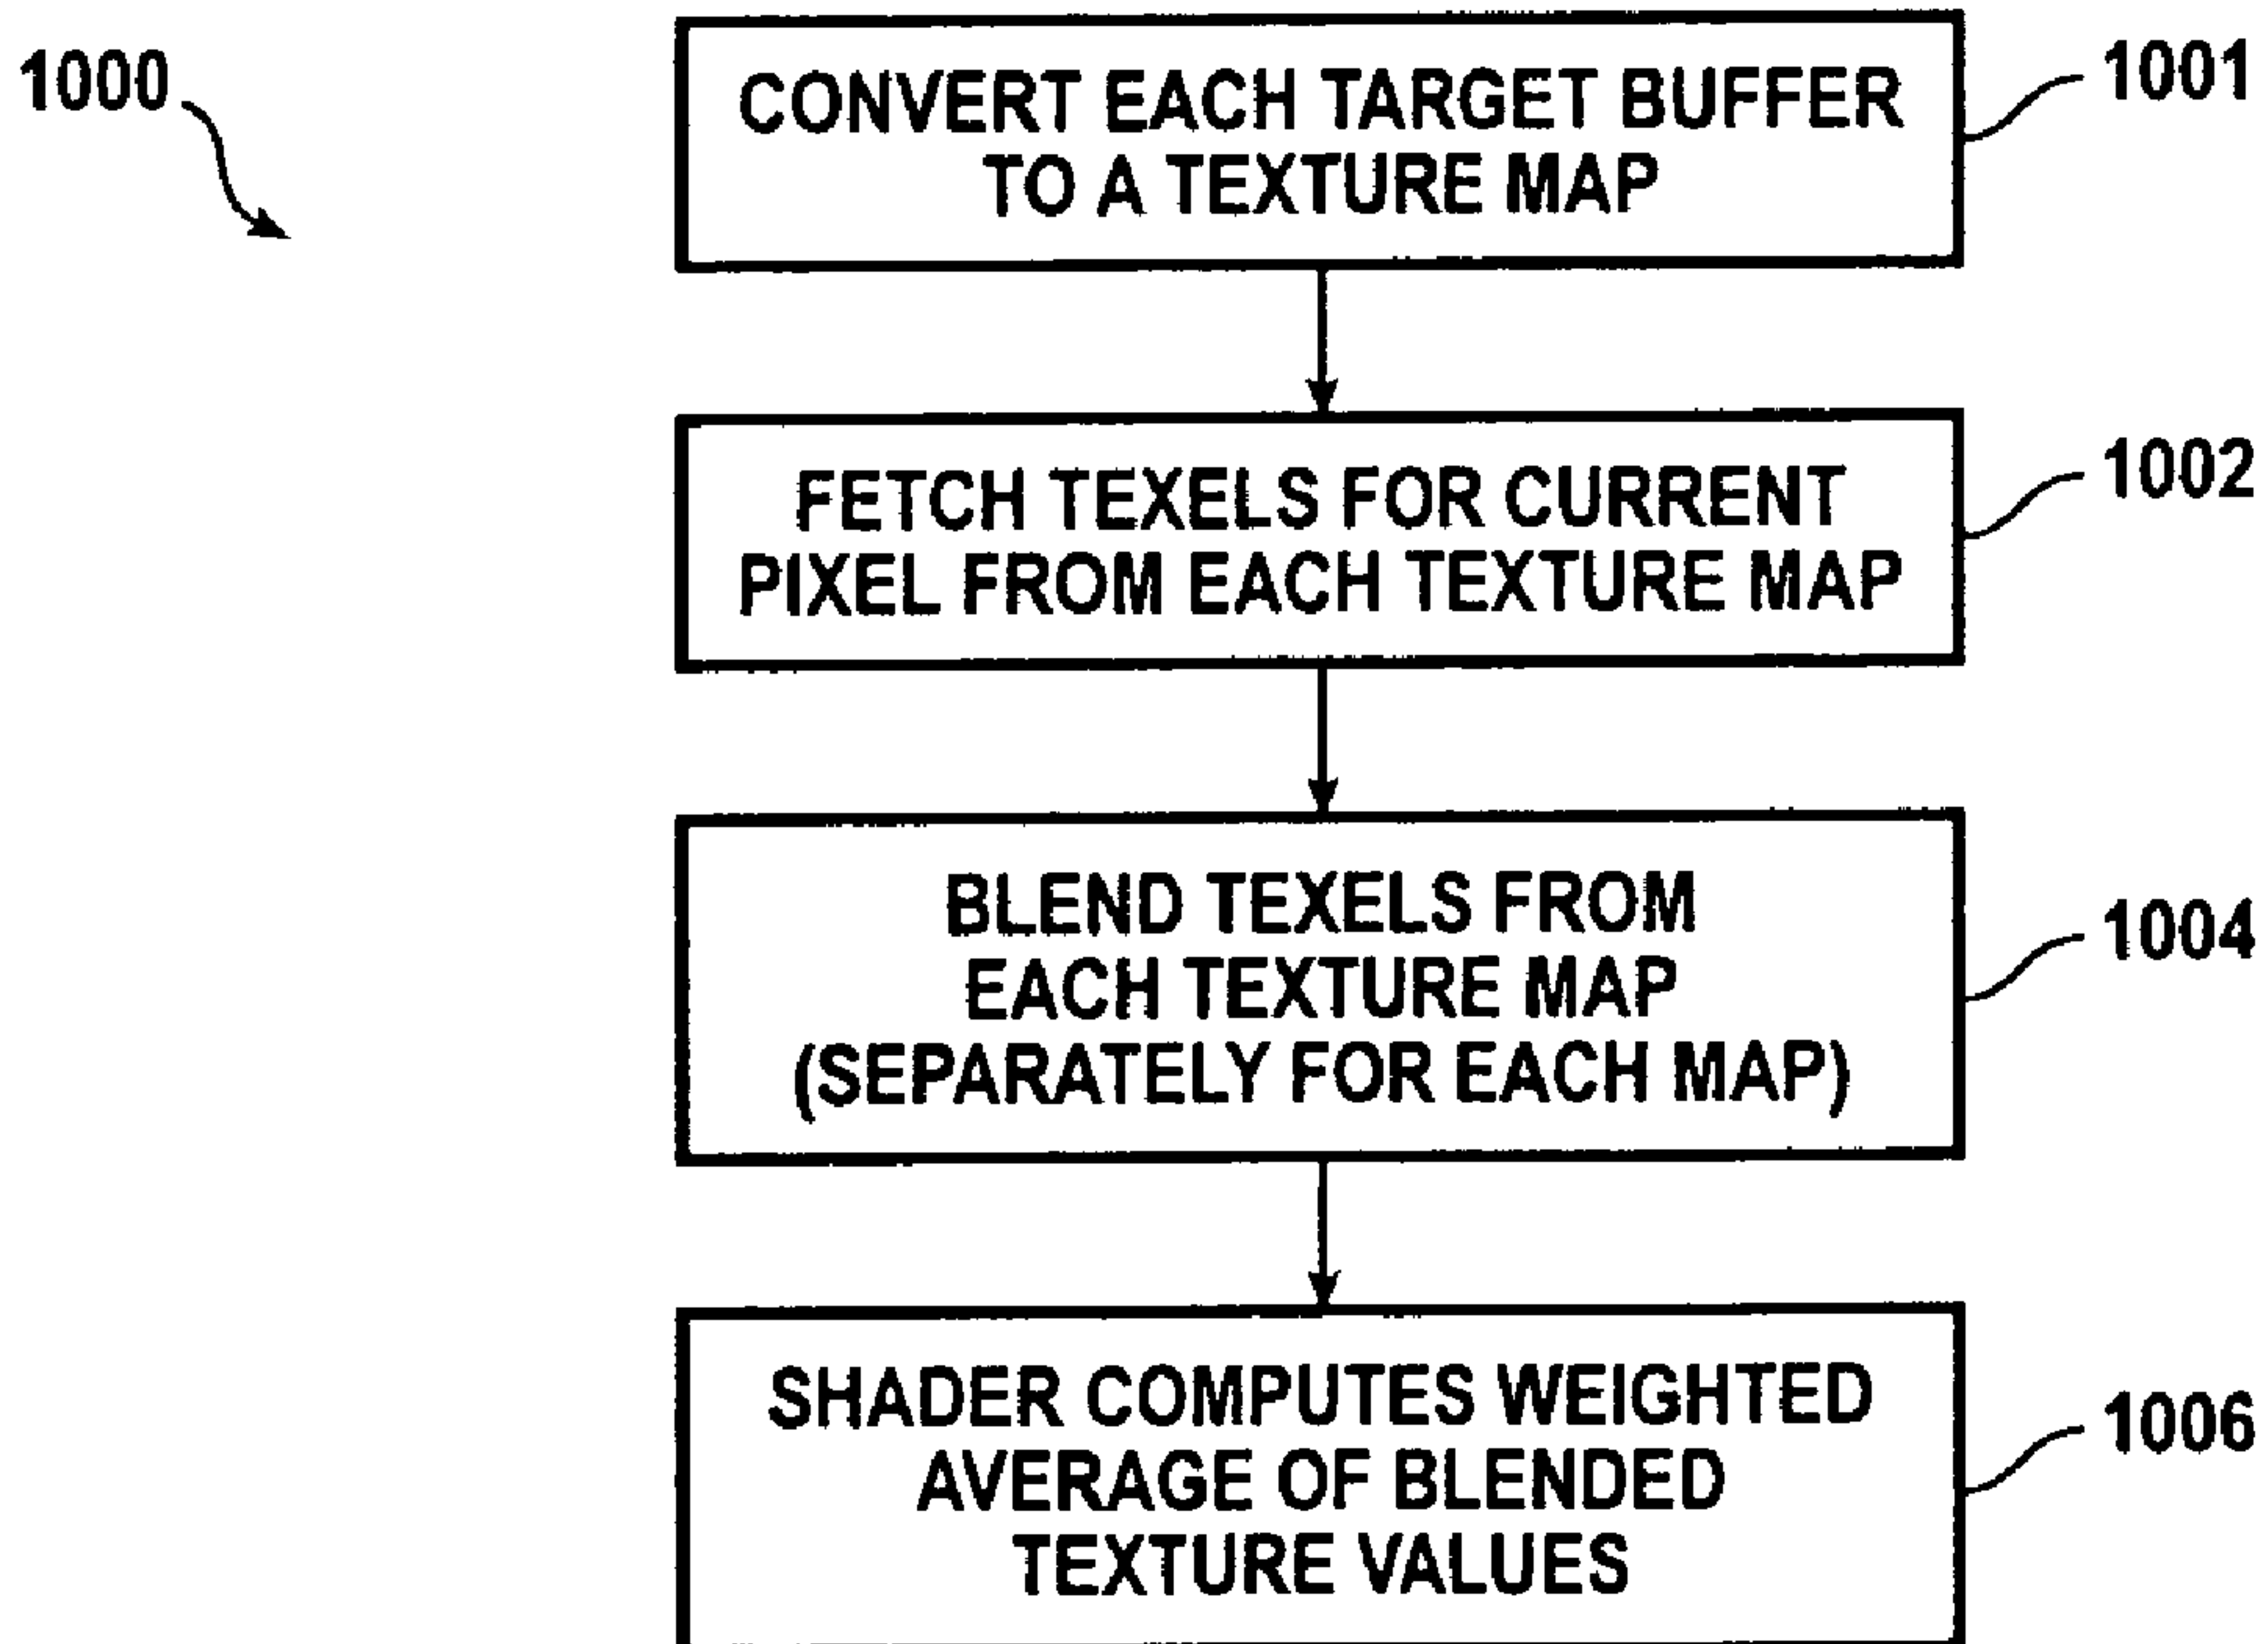 1000
CONVERT EACH TARGET BUFFER
TO A TEXTURE MAP
1001
FETCH TEXELS FOR CURRENT
PIXEL FROM EACH TEXTURE MAP
1002
BLEND TEXELS FROM
EACH TEXTURE MAP
(SEPARATELY FOR EACH MAP)
1004
SHADER COMPUTES WEIGHTED
AVERAGE OF BLENDED
TEXTURE VALUES
1006